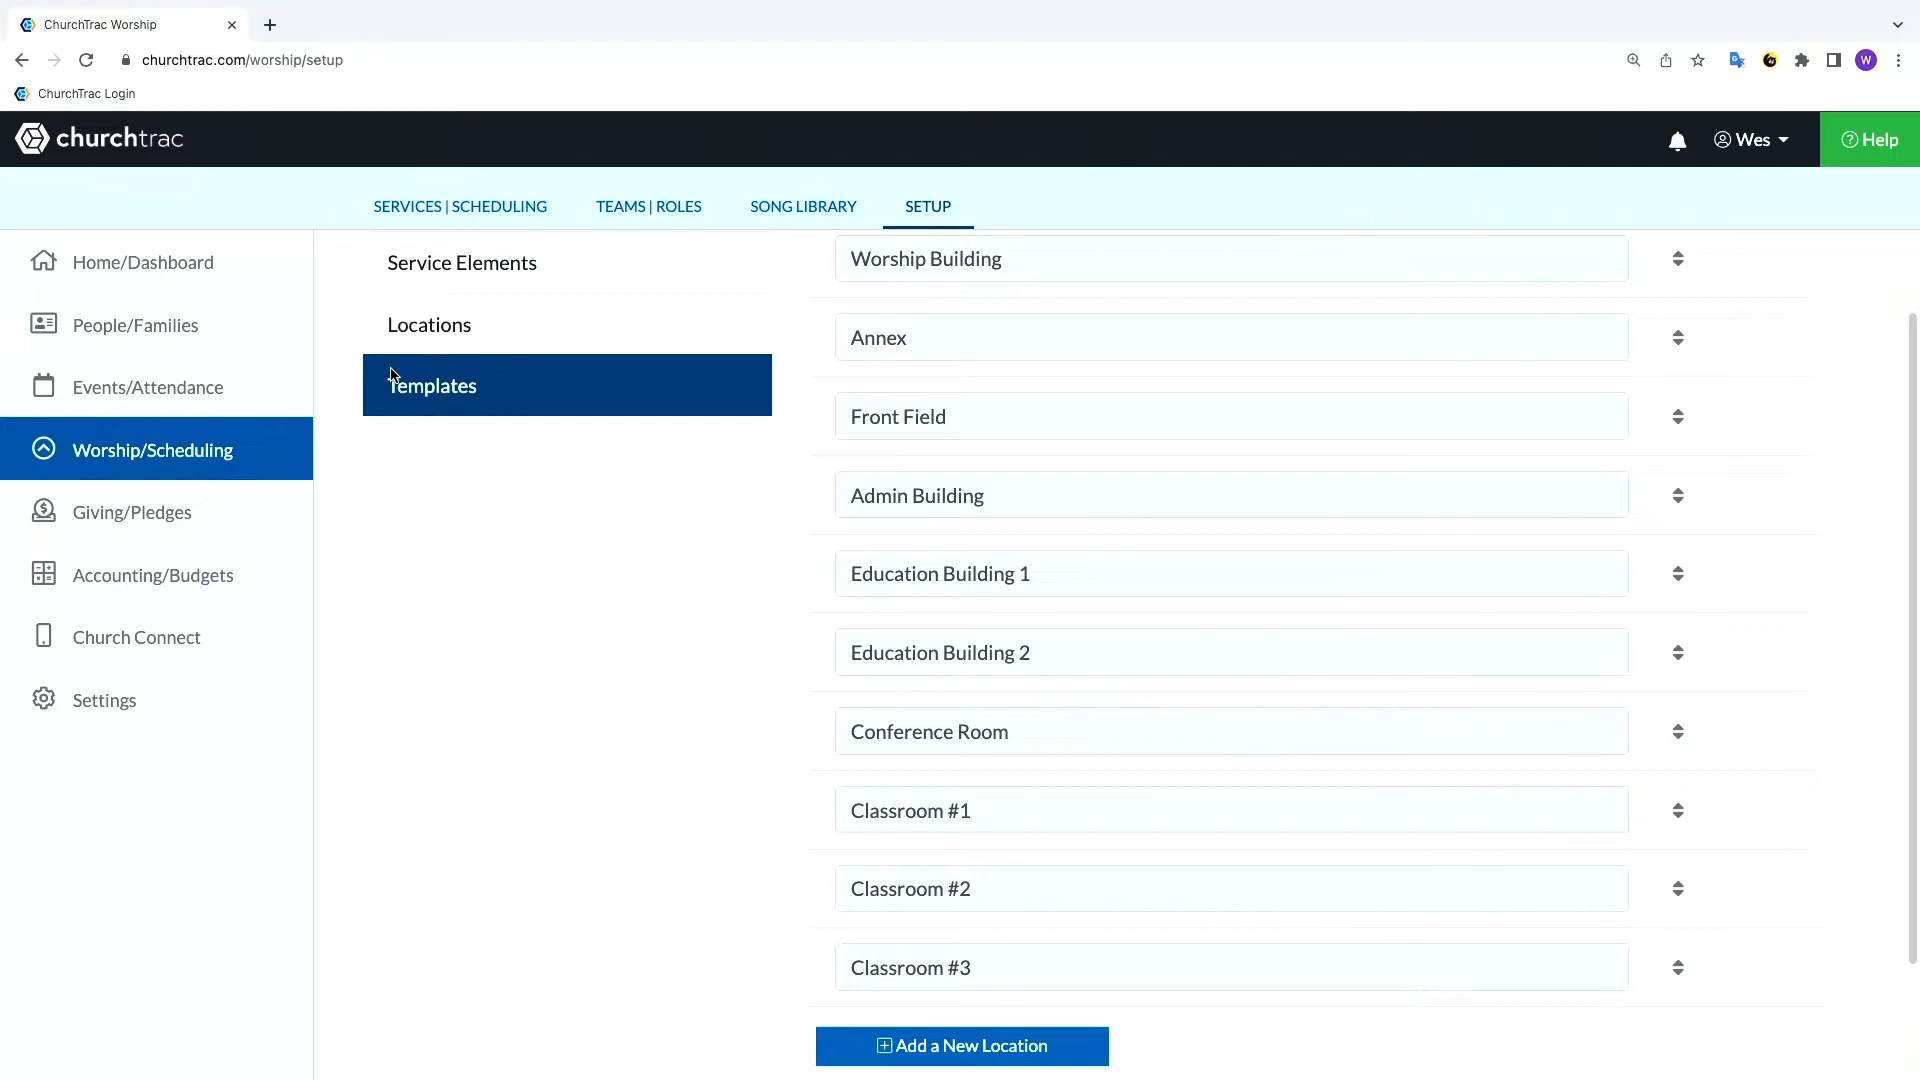 ChurchTrac Worship
churchtrac.com/worship/setup
W
ChurchTrac Login
churchtrac
Wes
Help
SERVICES | SCHEDULING
TEAMS | ROLES
SONG LIBRARY
SETUP
Home/Dashboard
People/Families
Events/Attendance
Worship/Scheduling
Giving/Pledges
Accounting/Budgets
Church Connect
Settings
Service Elements
Locations
Templates
Worship Building
Annex
Front Field
Admin Building
Education Building 1
Education Building 2
Conference Room
Classroom #1
Classroom #2
Classroom #3
Add a New Location